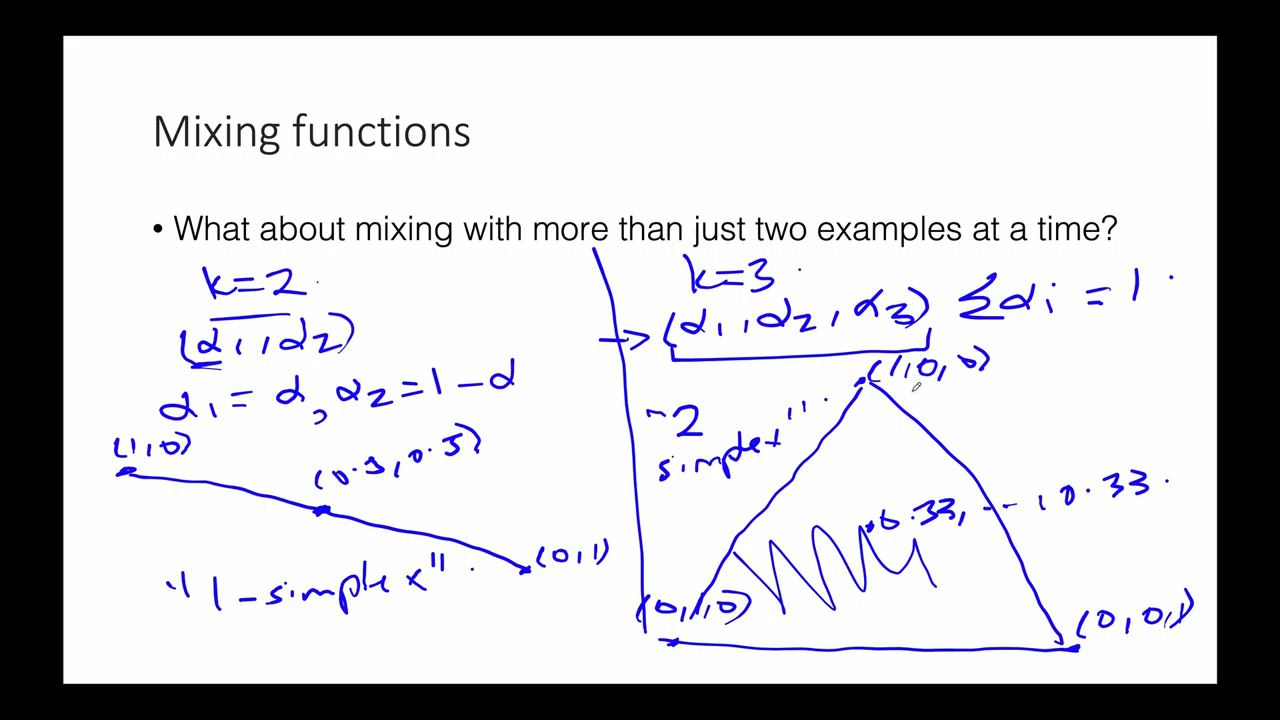 Mixing functions
• What about mixing with more than just two examples at a time?
k=2
(α1, α2)
α1 = α, α2 = 1 - α
(1,0)
(0.5, 0.5)
(0,1)
"1-simplex"
k=3
(α1, α2, α3) Σαi = 1
(1,0,0)
"2
simplex"
0.33, -- , 0.33
(0,1,0)
(0,0,1)